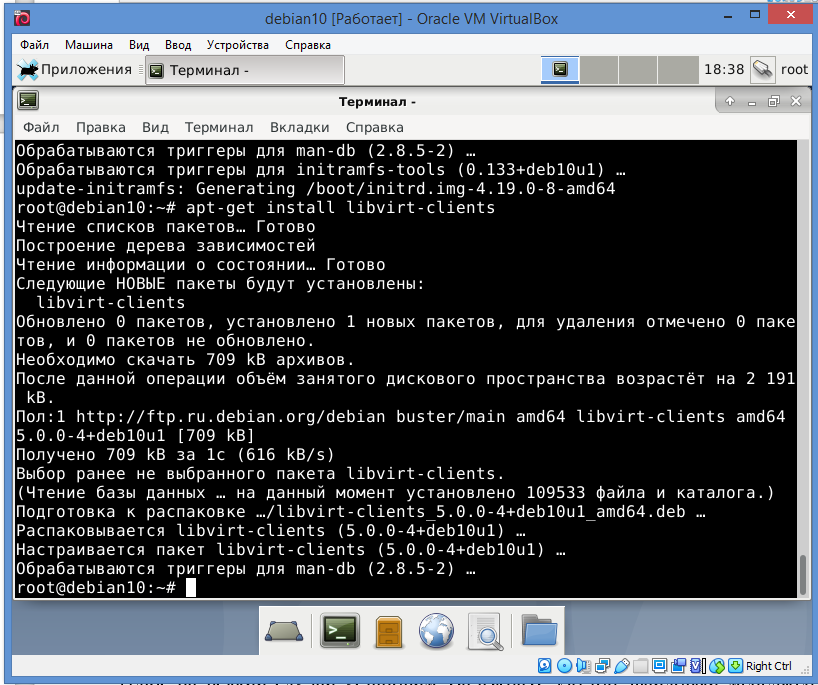 debian10 [Работает] - Oracle VM VirtualBox
Файл Машина Вид Ввод Устройства Справка
Приложения Терминал - 18:38 root
Терминал -
Файл Правка Вид Терминал Вкладки Справка
Обрабатываются триггеры для man-db (2.8.5-2) …
Обрабатываются триггеры для initramfs-tools (0.133+deb10u1) …
update-initramfs: Generating /boot/initrd.img-4.19.0-8-amd64
root@debian10:~# apt-get install libvirt-clients
Чтение списков пакетов… Готово
Построение дерева зависимостей
Чтение информации о состоянии… Готово
Следующие НОВЫЕ пакеты будут установлены:
libvirt-clients
Обновлено 0 пакетов, установлено 1 новых пакетов, для удаления отмечено 0 паке
тов, и 0 пакетов не обновлено.
Необходимо скачать 709 kB архивов.
После данной операции объём занятого дискового пространства возрастёт на 2 191
kB.
Пол:1 http://ftp.ru.debian.org/debian buster/main amd64 libvirt-clients amd64
5.0.0-4+deb10u1 [709 kB]
Получено 709 kB за 1с (616 kB/s)
Выбор ранее не выбранного пакета libvirt-clients.
(Чтение базы данных … на данный момент установлено 109533 файла и каталога.)
Подготовка к распаковке …/libvirt-clients_5.0.0-4+deb10u1_amd64.deb …
Распаковывается libvirt-clients (5.0.0-4+deb10u1) …
Настраивается пакет libvirt-clients (5.0.0-4+deb10u1) …
Обрабатываются триггеры для man-db (2.8.5-2) …
root@debian10:~#
Right Ctrl